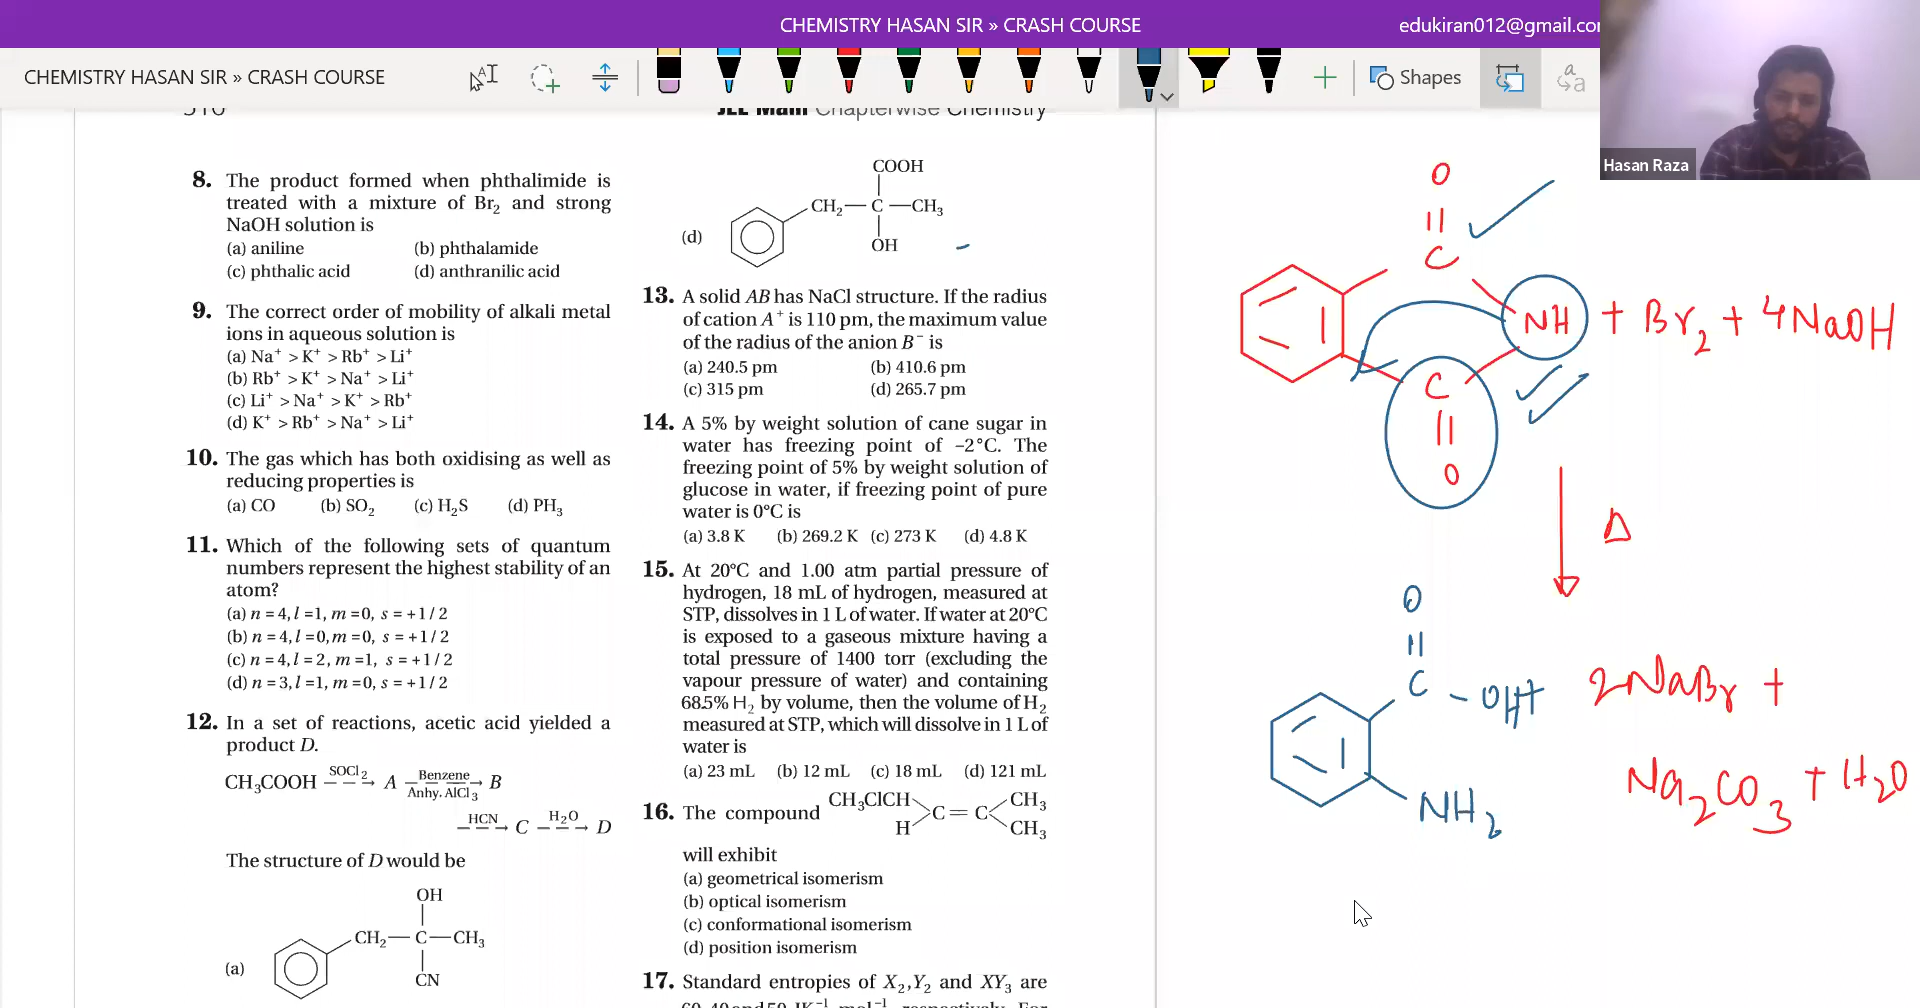 CHEMISTRY HASAN SIR » CRASH COURSE
CHEMISTRY HASAN SIR » CRASH COURSE
Shapes
Hasan Raza
JEE Main Chapterwise Chemistry
8. The product formed when phthalimide is
treated with a mixture of Br₂ and strong
NaOH solution is
(a) aniline (b) phthalamide
(c) phthalic acid (d) anthranilic acid
9. The correct order of mobility of alkali metal
ions in aqueous solution is
(a) Na⁺ > K⁺ > Rb⁺ > Li⁺
(b) Rb⁺ > K⁺ > Na⁺ > Li⁺
(c) Li⁺ > Na⁺ > K⁺ > Rb⁺
(d) K⁺ > Rb⁺ > Na⁺ > Li⁺
10. The gas which has both oxidising as well as
reducing properties is
(a) CO (b) SO₂ (c) H₂S (d) PH₃
11. Which of the following sets of quantum
numbers represent the highest stability of an
atom?
(a) n = 4, l = 1, m = 0, s = +1/2
(b) n = 4, l = 0, m = 0, s = +1/2
(c) n = 4, l = 2, m = 1, s = +1/2
(d) n = 3, l = 1, m = 0, s = +1/2
12. In a set of reactions, acetic acid yielded a
product D.
CH₃COOH SOCl₂ → A Benzene Anhy. AlCl₃ → B
HCN → C H₂O → D
The structure of D would be
OH
CH₂—C—CH₃
(a)
CN
COOH
CH₂—C—CH₃
(d)
OH
13. A solid AB has NaCl structure. If the radius
of cation A⁺ is 110 pm, the maximum value
of the radius of the anion B⁻ is
(a) 240.5 pm (b) 410.6 pm
(c) 315 pm (d) 265.7 pm
14. A 5% by weight solution of cane sugar in
water has freezing point of –2°C. The
freezing point of 5% by weight solution of
glucose in water, if freezing point of pure
water is 0°C is
(a) 3.8 K (b) 269.2 K (c) 273 K (d) 4.8 K
15. At 20°C and 1.00 atm partial pressure of
hydrogen, 18 mL of hydrogen, measured at
STP, dissolves in 1 L of water. If water at 20°C
is exposed to a gaseous mixture having a
total pressure of 1400 torr (excluding the
vapour pressure of water) and containing
68.5% H₂ by volume, then the volume of H₂
measured at STP, which will dissolve in 1 L of
water is
(a) 23 mL (b) 12 mL (c) 18 mL (d) 121 mL
16. The compound CH₃ClCH H C=C CH₃ CH₃
will exhibit
(a) geometrical isomerism
(b) optical isomerism
(c) conformational isomerism
(d) position isomerism
17. Standard entropies of X₂, Y₂ and XY₃ are
O
C
NH + Br₂ + 4NaOH
C
O
Δ
O
C - OH + 2NaBr +
NH₂ Na₂CO₃ + H₂O